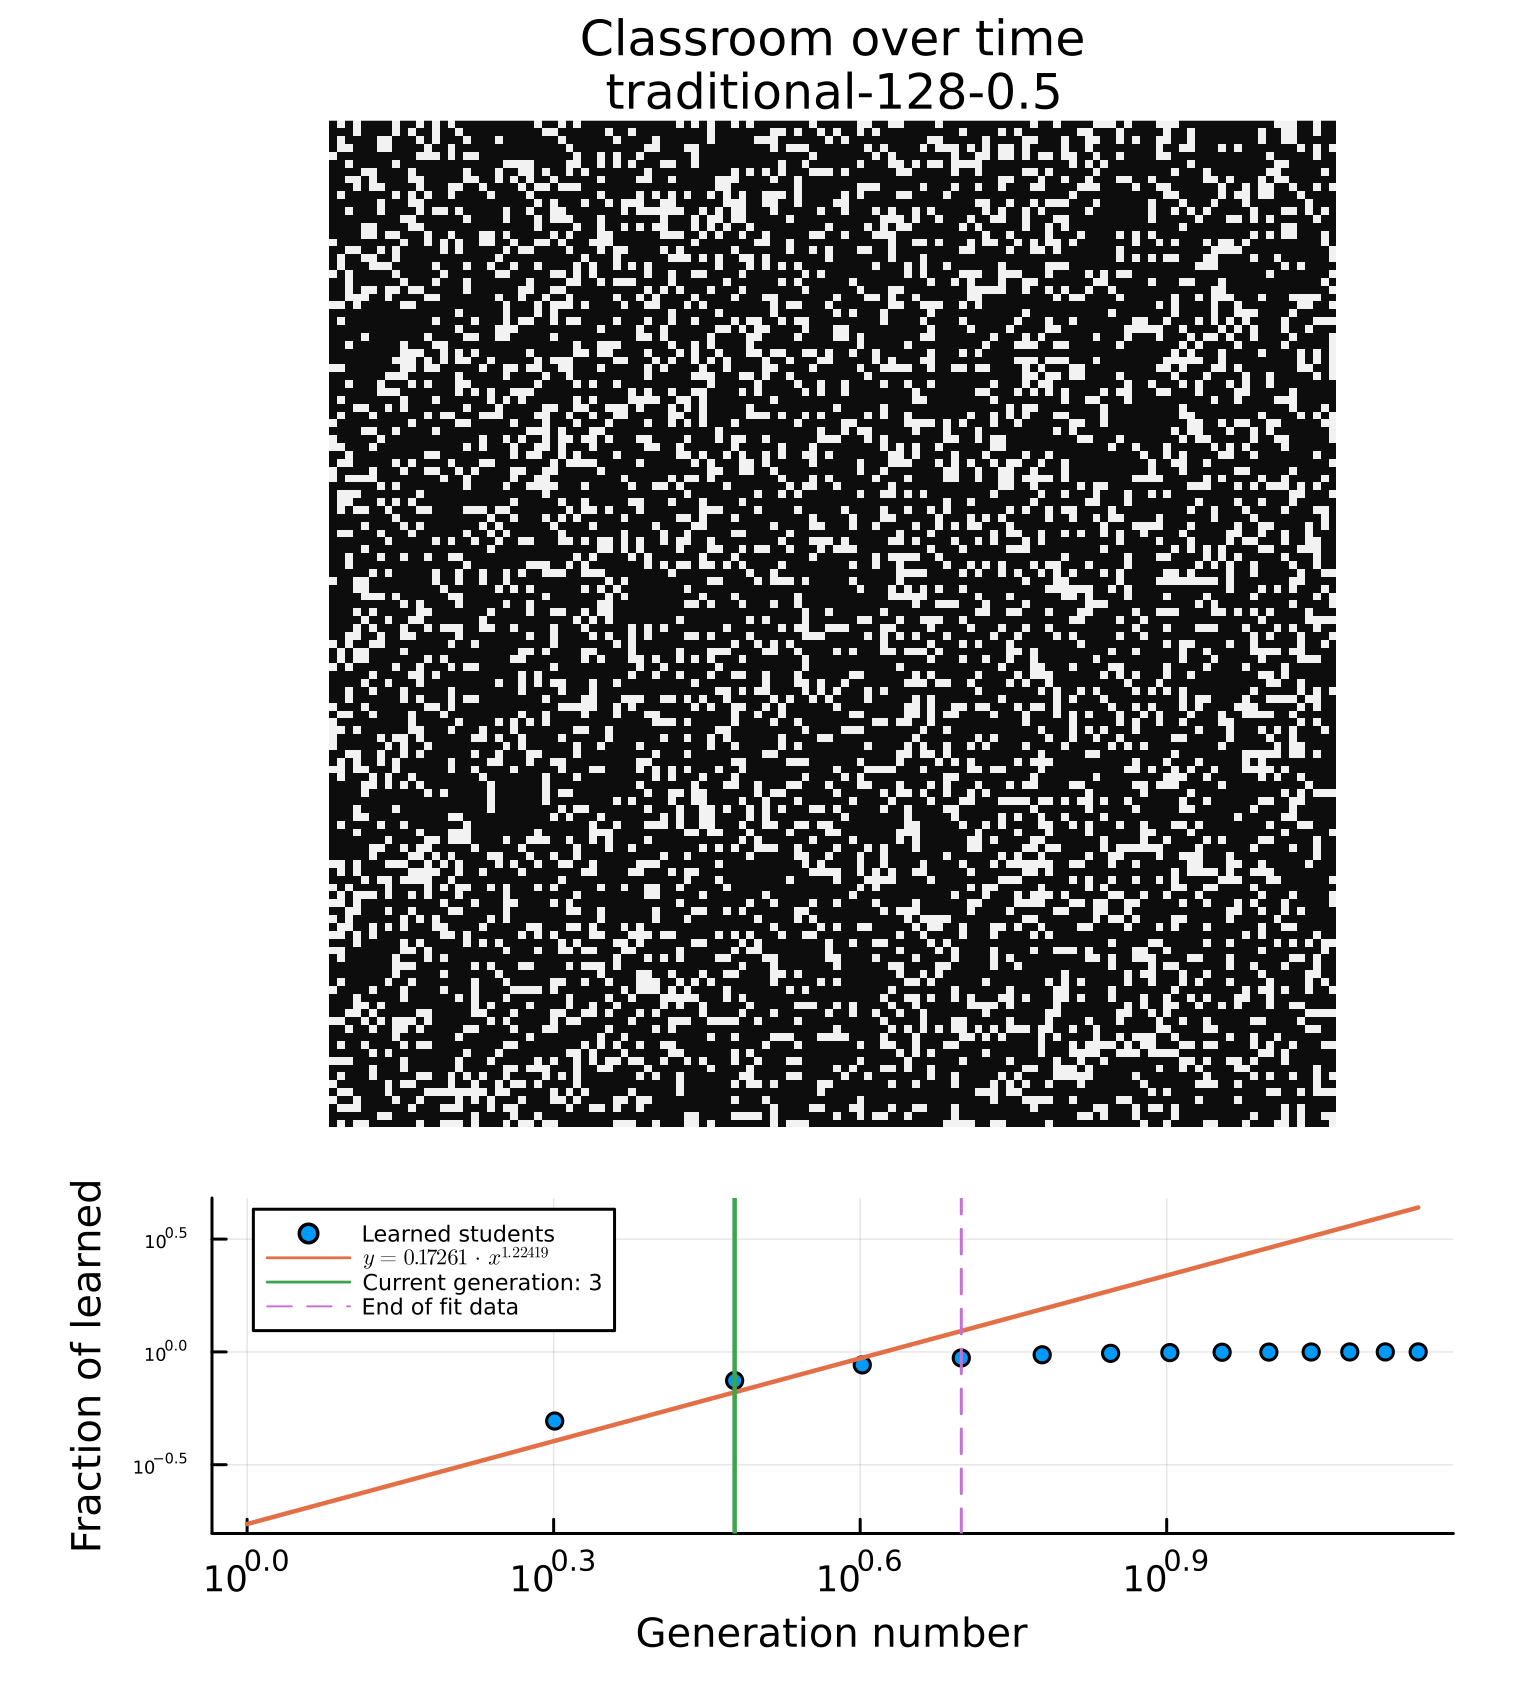 Classroom over time
traditional-128-0.5
Fraction of learned
10^0.5
10^0.0
10^−0.5
Learned students
y = 0.17261 · x^1.22419
Current generation: 3
End of fit data
10^0.0 10^0.3 10^0.6 10^0.9
Generation number